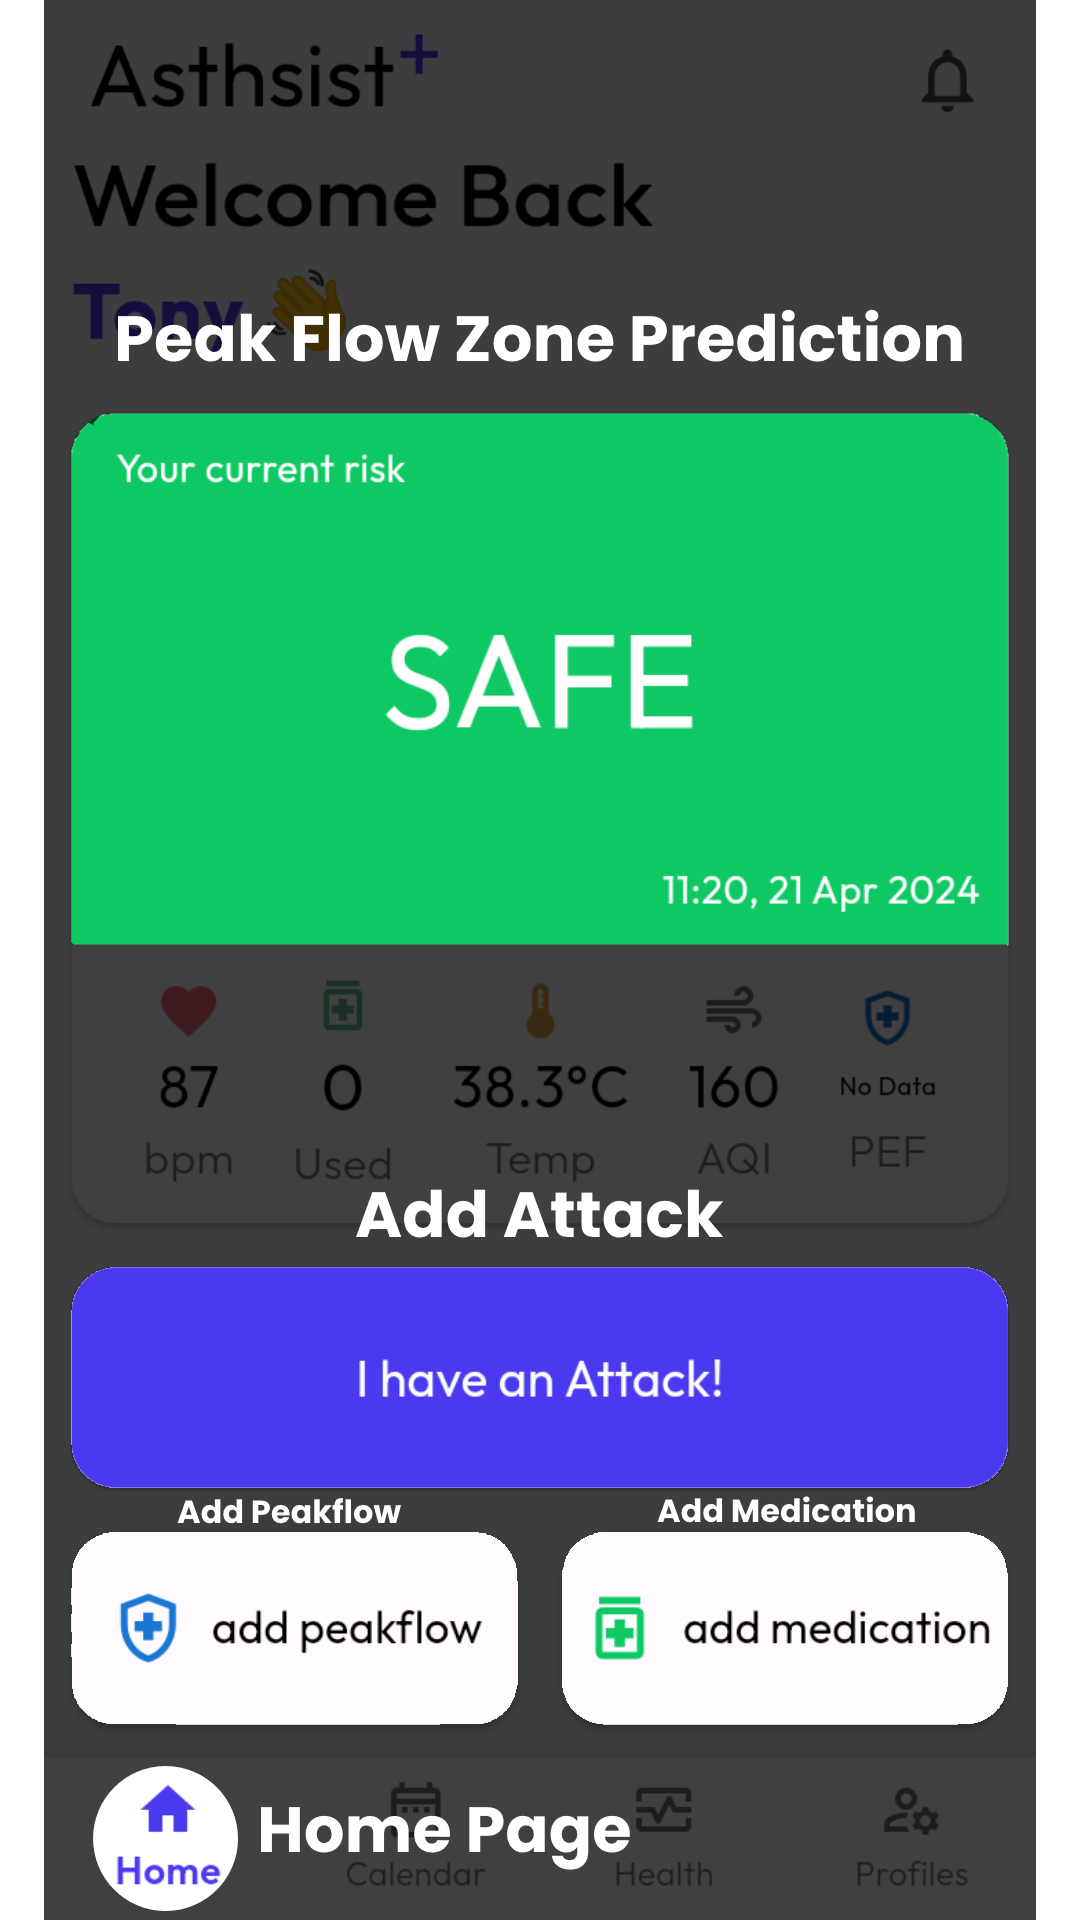 Asthsist+
Welcome Back
Tony 👋
Peak Flow Zone Prediction
Your current risk
SAFE
11:20, 21 Apr 2024
87 0 38.3°C 160 No Data
bpm Used Temp AQI PEF
Add Attack
I have an Attack!
Add Peakflow Add Medication
add peakflow add medication
Home Page
Home Calendar Health Profiles